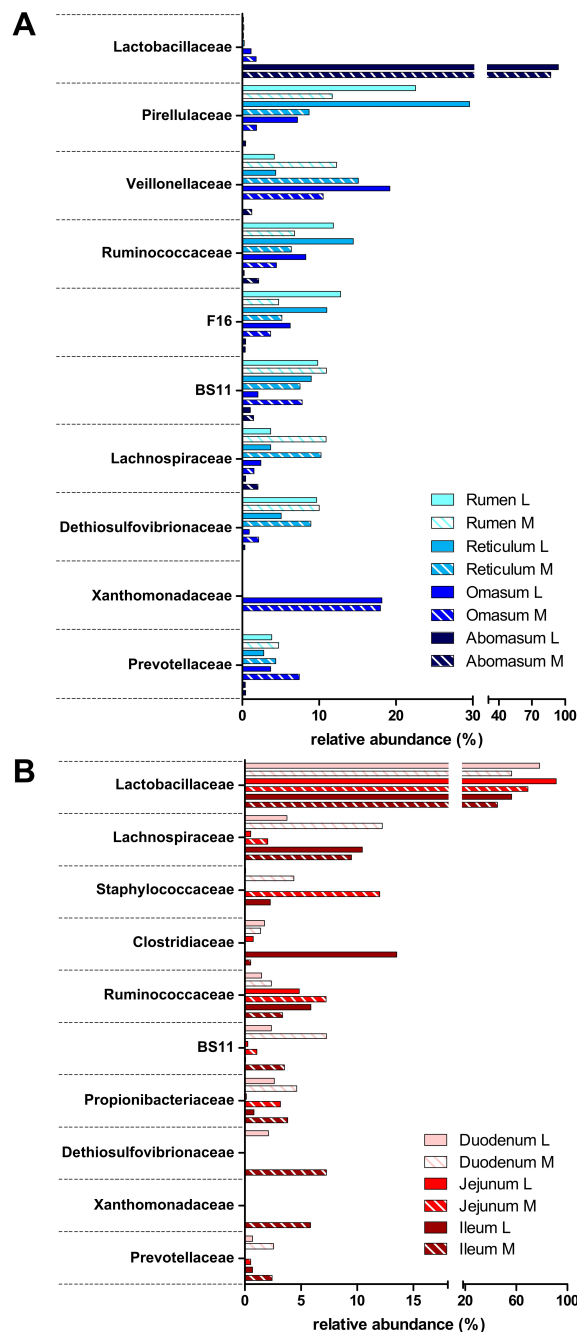 A
Lactobacillaceae
Pirellulaceae
Veillonellaceae
Ruminococcaceae
F16
BS11
Lachnospiraceae
Dethiosulfovibrionaceae
Xanthomonadaceae
Prevotellaceae
Rumen L
Rumen M
Reticulum L
Reticulum M
Omasum L
Omasum M
Abomasum L
Abomasum M
0 10 20 30 40 70 100
relative abundance (%)
B
Lactobacillaceae
Lachnospiraceae
Staphylococcaceae
Clostridiaceae
Ruminococcaceae
BS11
Propionibacteriaceae
Dethiosulfovibrionaceae
Xanthomonadaceae
Prevotellaceae
Duodenum L
Duodenum M
Jejunum L
Jejunum M
Ileum L
Ileum M
0 5 10 15 20 60 100
relative abundance (%)